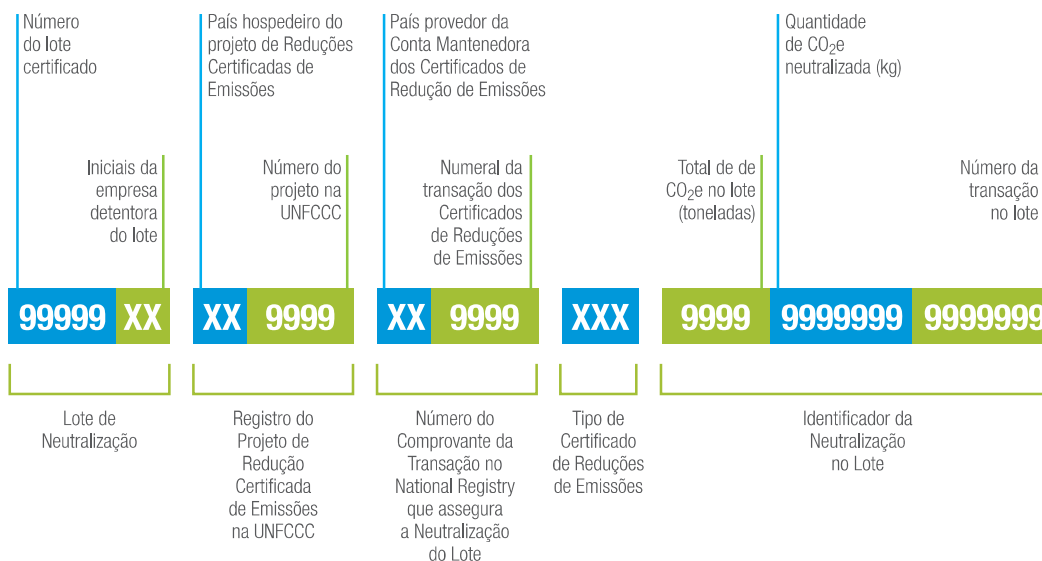 Número
do lote
certificado
País hospedeiro do
projeto de Reduções
Certificadas de
Emissões
País provedor da
Conta Mantenedora
dos Certificados de
Redução de Emissões
Quantidade
de CO₂e
neutralizada (kg)
Iniciais da
empresa
detentora
do lote
Número do
projeto na
UNFCCC
Numeral da
transação dos
Certificados
de Reduções
de Emissões
Total de de
CO₂e no lote
(toneladas)
Número da
transação
no lote
99999 XX XX 9999 XX 9999 XXX 9999 9999999 9999999
Lote de
Neutralização
Registro do
Projeto de
Redução
Certificada
de Emissões
na UNFCCC
Número do
Comprovante da
Transação no
National Registry
que assegura
a Neutralização
do Lote
Tipo de
Certificado
de Reduções
de Emissões
Identificador da
Neutralização
no Lote